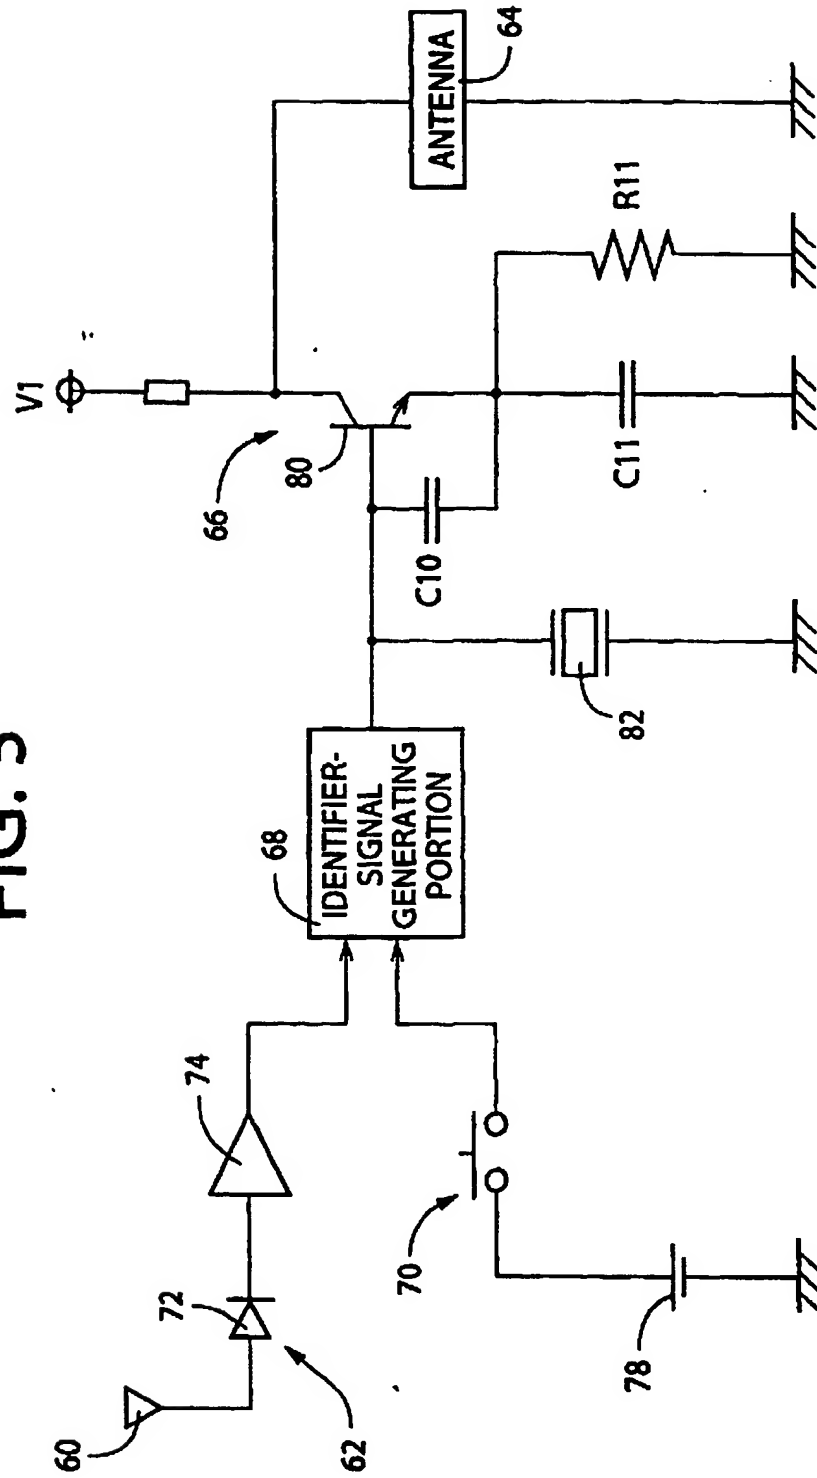 FIG.
V1
60
72
74
66
68
80
62
IDENTIFIER-
SIGNAL
GENERATING
PORTION
70
C10
ANTENNA
64
78
82
C11
R11